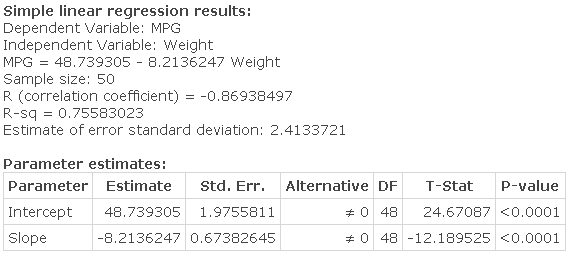 Simple linear regression results:
Dependent Variable: MPG
Independent Variable: Weight
MPG = 48.739305 - 8.2136247 Weight
Sample size: 50
R (correlation coefficient) = -0.86938497
R-sq = 0.75583023
Estimate of error standard deviation: 2.4133721
Parameter estimates:
Parameter Estimate Std. Err. Alternative DF T-Stat P-value
Intercept 48.739305 1.9755811 ≠ 0 48 24.67087 <0.0001
Slope -8.2136247 0.67382645 ≠ 0 48 -12.189525 <0.0001